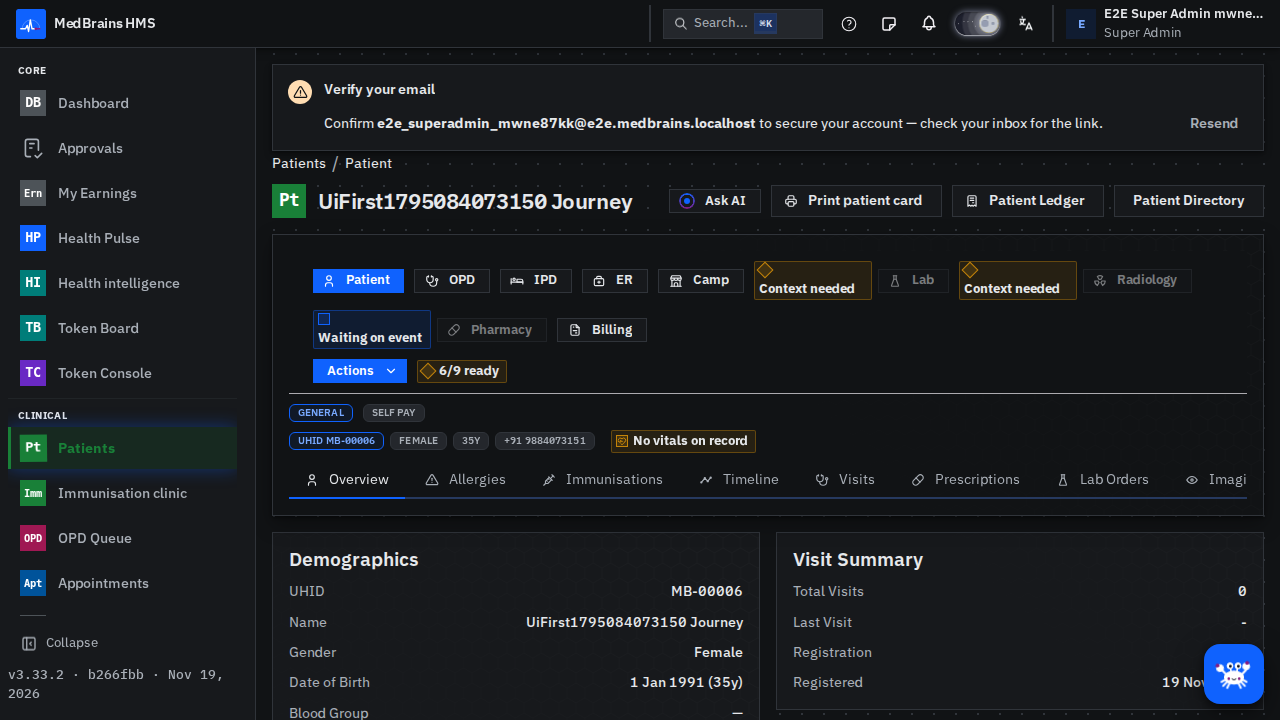 MedBrains HMS
Search... ⌘K
E
E2E Super Admin mwne...
Super Admin
CORE
DB Dashboard
Approvals
Ern My Earnings
HP Health Pulse
HI Health intelligence
TB Token Board
TC Token Console
CLINICAL
Pt Patients
Imm Immunisation clinic
OPD OPD Queue
Apt Appointments
Collapse
v3.33.2 · b266fbb · Nov 19,
2026
Verify your email
Confirm e2e_superadmin_mwne87kk@e2e.medbrains.localhost to secure your account — check your inbox for the link.
Resend
Patients / Patient
Pt UiFirst1795084073150 Journey
Ask AI
Print patient card
Patient Ledger
Patient Directory
Patient OPD IPD ER Camp Context needed Lab Context needed Radiology
Waiting on event Pharmacy Billing
Actions 6/9 ready
GENERAL SELF PAY
UHID MB-00006 FEMALE 35Y +91 9884073151 No vitals on record
Overview Allergies Immunisations Timeline Visits Prescriptions Lab Orders Imagi
Demographics
UHID MB-00006
Name UiFirst1795084073150 Journey
Gender Female
Date of Birth 1 Jan 1991 (35y)
Blood Group —
Visit Summary
Total Visits 0
Last Visit -
Registration
Registered 19 No